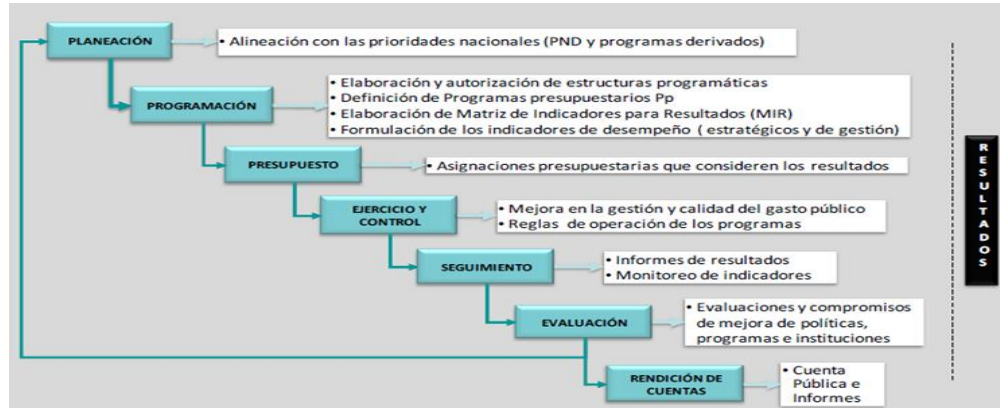 PLANEACIÓN
• Alineación con las prioridades nacionales (PND y programas derivados)
PROGRAMACIÓN
• Elaboración y autorización de estructuras programáticas
• Definición de Programas presupuestarios Pp
• Elaboración de Matriz de Indicadores para Resultados (MIR)
• Formulación de los indicadores de desempeño ( estratégicos y de gestión)
PRESUPUESTO
• Asignaciones presupuestarias que consideren los resultados
EJERCICIO Y
CONTROL
• Mejora en la gestión y calidad del gasto público
• Reglas de operación de los programas
SEGUIMIENTO
• Informes de resultados
• Monitoreo de indicadores
EVALUACIÓN
• Evaluaciones y compromisos
de mejora de políticas,
programas e instituciones
RENDICIÓN DE
CUENTAS
• Cuenta
Pública e
Informes
RESULTADOS